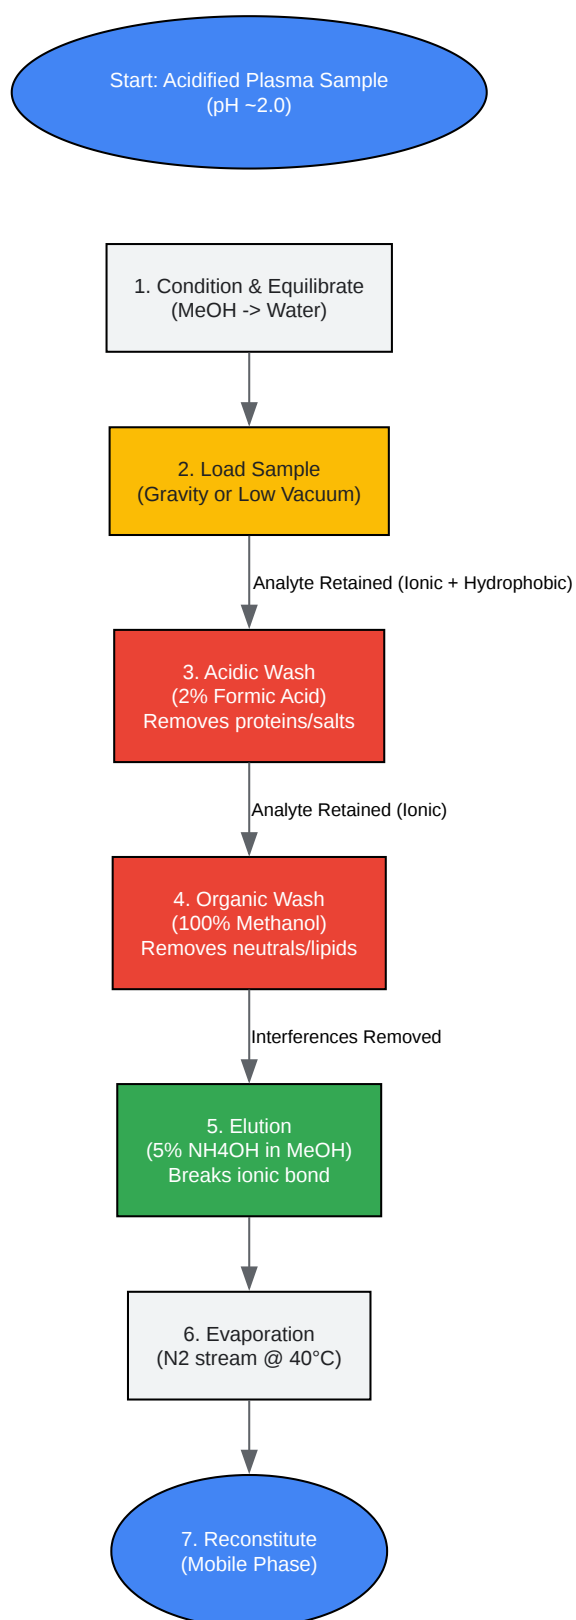 Start: Acidified Plasma Sample
(pH ~2.0)
1. Condition & Equilibrate
(MeOH -> Water)
2. Load Sample
(Gravity or Low Vacuum)
Analyte Retained (Ionic + Hydrophobic)
3. Acidic Wash
(2% Formic Acid)
Removes proteins/salts
Analyte Retained (Ionic)
4. Organic Wash
(100% Methanol)
Removes neutrals/lipids
Interferences Removed
5. Elution
(5% NH4OH in MeOH)
Breaks ionic bond
6. Evaporation
(N2 stream @ 40°C)
7. Reconstitute
(Mobile Phase)